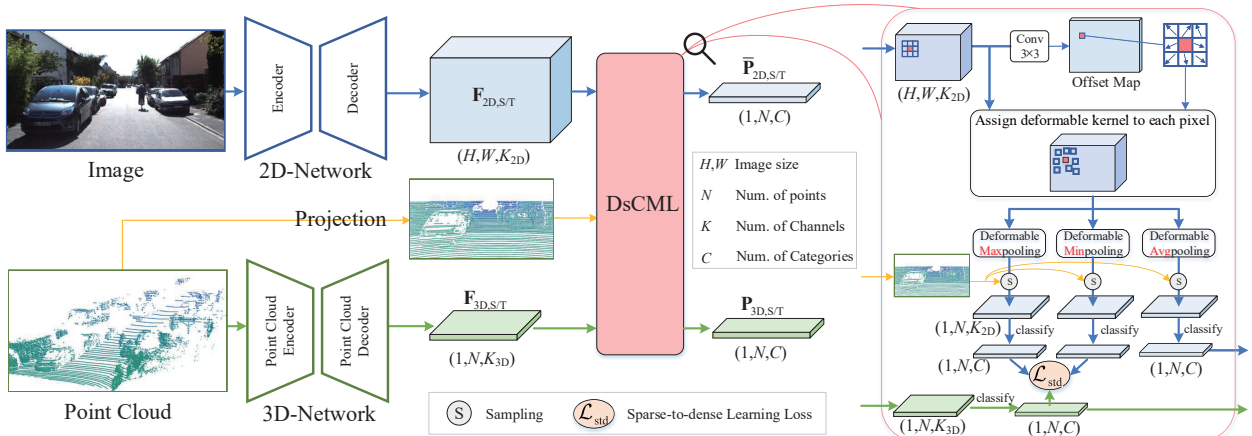 Image
Encoder
Decoder
2D-Network
F2D,S/T
(H,W,K2D)
Projection
Point Cloud
Point Cloud
Encoder
Point Cloud
Decoder
3D-Network
F3D,S/T
(1,N,K3D)
DsCML
P̅2D,S/T
(1,N,C)
H,W Image size
N Num. of points
K Num. of Channels
C Num. of Categories
P3D,S/T
(1,N,C)
S Sampling
ℒstd Sparse-to-dense Learning Loss
(H,W,K2D)
Conv
3×3
Offset Map
Assign deformable kernel to each pixel
Deformable
Maxpooling
Deformable
Minpooling
Deformable
Avgpooling
S
S
S
(1,N,K2D)
classify
classify
classify
(1,N,C)
(1,N,C)
ℒstd
(1,N,K3D)
classify
(1,N,C)